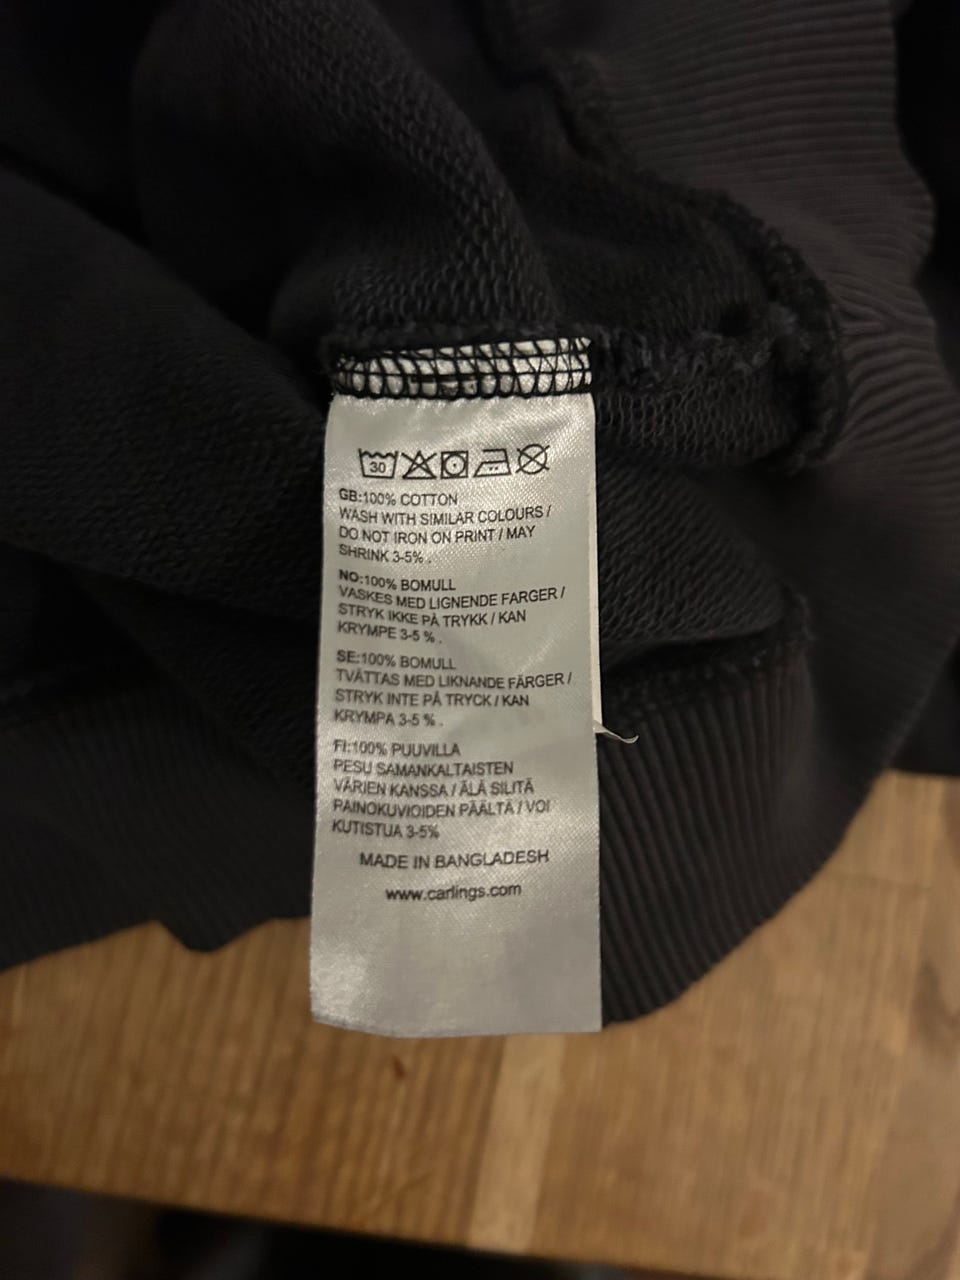 30
GB:100% COTTON
WASH WITH SIMILAR COLOURS /
DO NOT IRON ON PRINT / MAY
SHRINK 3-5% .
NO:100% BOMULL
VASKES MED LIGNENDE FARGER /
STRYK IKKE PÅ TRYKK / KAN
KRYMPE 3-5 % .
SE:100% BOMULL
TVÄTTAS MED LIKNANDE FÄRGER /
STRYK INTE PÅ TRYCK / KAN
KRYMPA 3-5 % .
FI:100% PUUVILLA
PESU SAMANKALTAISTEN
VÄRIEN KANSSA / ÄLÄ SILITÄ
PAINOKUVIOIDEN PÄÄLTÄ / VOI
KUTISTUA 3-5%
MADE IN BANGLADESH
www.carlings.com